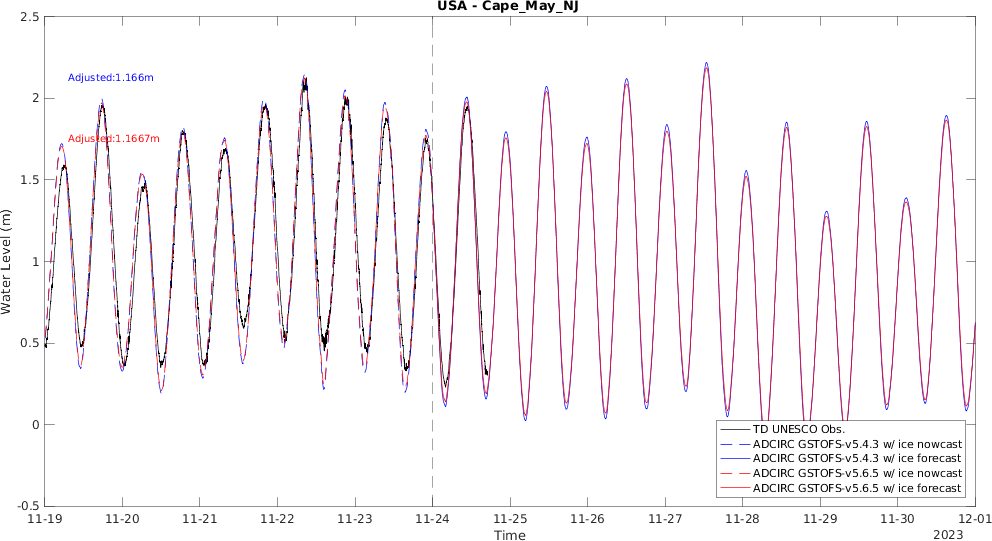 USA - Cape_May_NJ
2.5
2
1.5
1
0.5
0
-0.5
Water Level (m)
Adjusted:1.166m
Adjusted:1.1667m
TD UNESCO Obs.
ADCIRC GSTOFS-v5.4.3 w/ ice nowcast
ADCIRC GSTOFS-v5.4.3 w/ ice forecast
ADCIRC GSTOFS-v5.6.5 w/ ice nowcast
ADCIRC GSTOFS-v5.6.5 w/ ice forecast
11-19 11-20 11-21 11-22 11-23 11-24 11-25 11-26 11-27 11-28 11-29 11-30 12-01
Time
2023